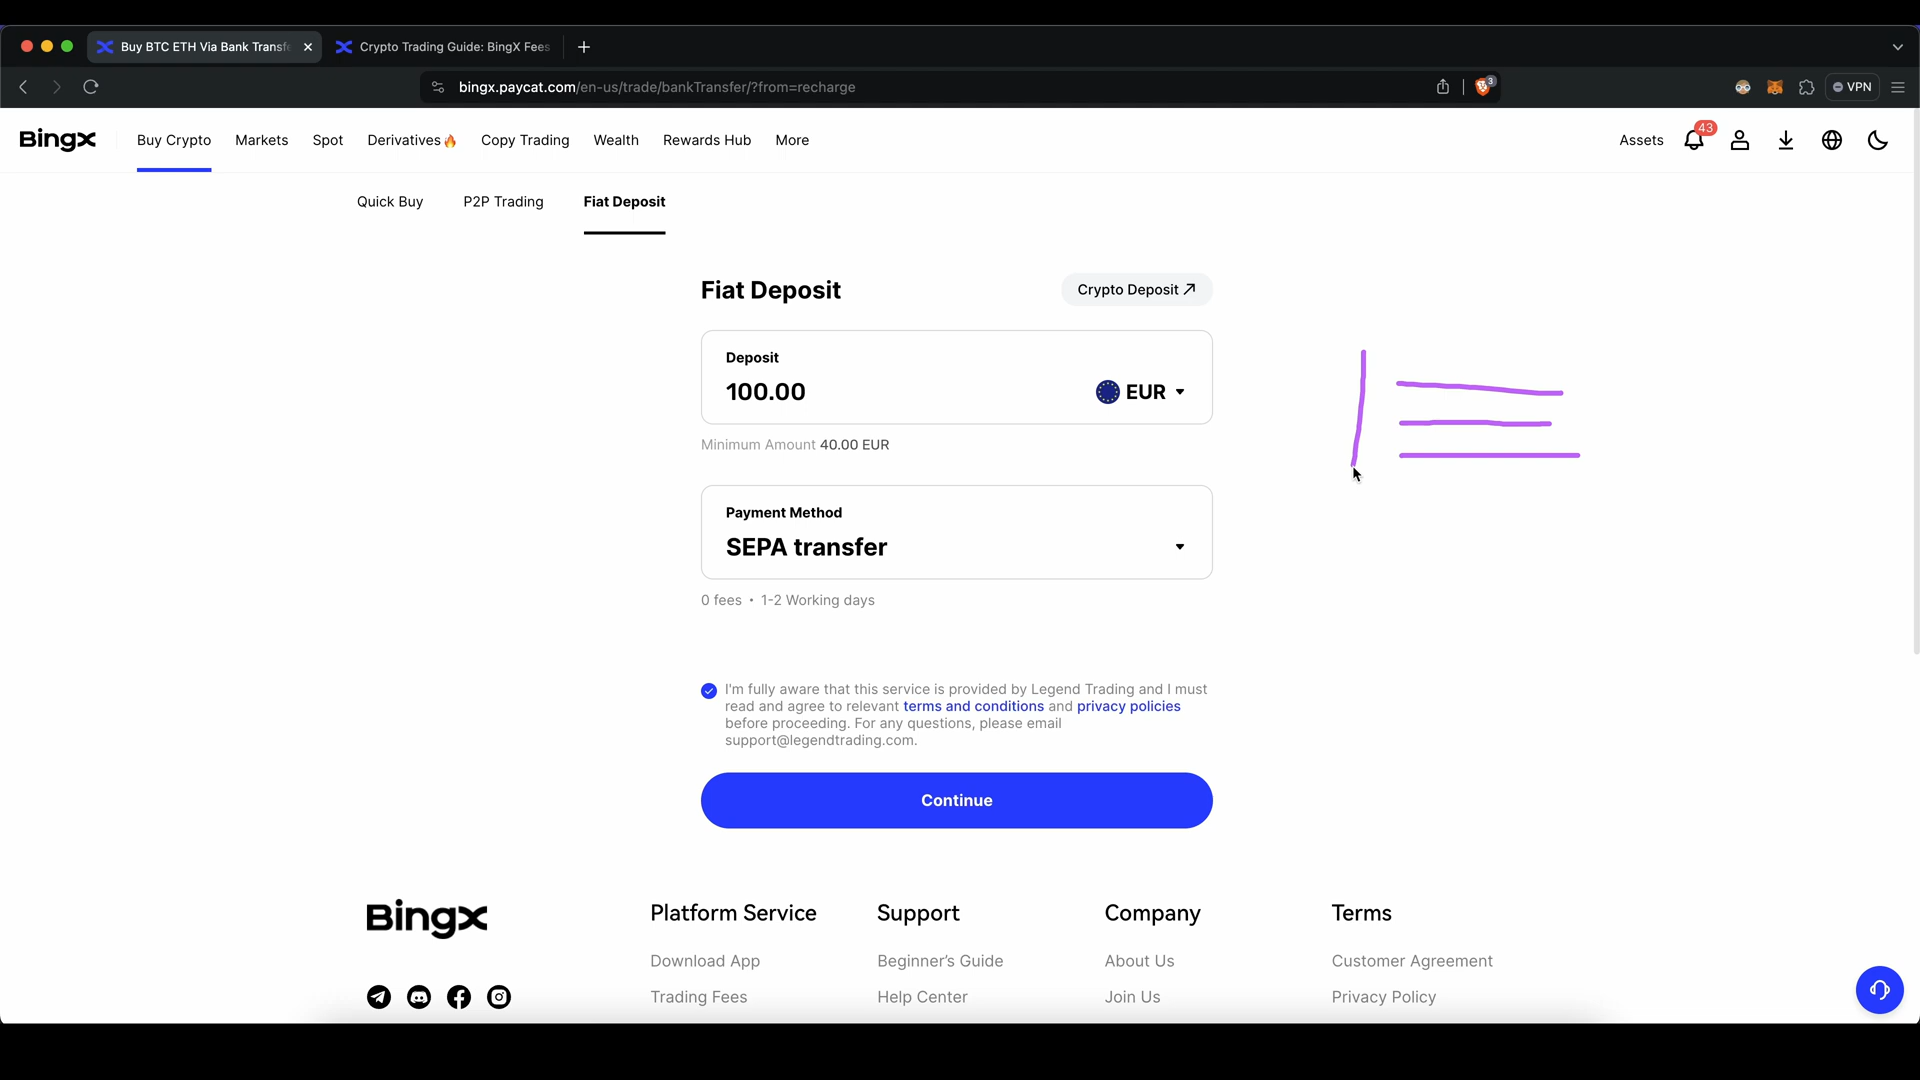 Buy BTC ETH Via Bank Transfe
Crypto Trading Guide: BingX Fees
bingx.paycat.com/en-us/trade/bankTransfer/?from=recharge
3
VPN
BingX
Buy Crypto
Markets
Spot
Derivatives
Copy Trading
Wealth
Rewards Hub
More
Assets
43
Quick Buy
P2P Trading
Fiat Deposit
Fiat Deposit
Crypto Deposit
Deposit
100.00
EUR
Minimum Amount 40.00 EUR
Payment Method
SEPA transfer
0 fees • 1-2 Working days
I'm fully aware that this service is provided by Legend Trading and I must
read and agree to relevant terms and conditions and privacy policies
before proceeding. For any questions, please email
support@legendtrading.com.
Continue
BingX
Platform Service
Support
Company
Terms
Download App
Beginner's Guide
About Us
Customer Agreement
Trading Fees
Help Center
Join Us
Privacy Policy